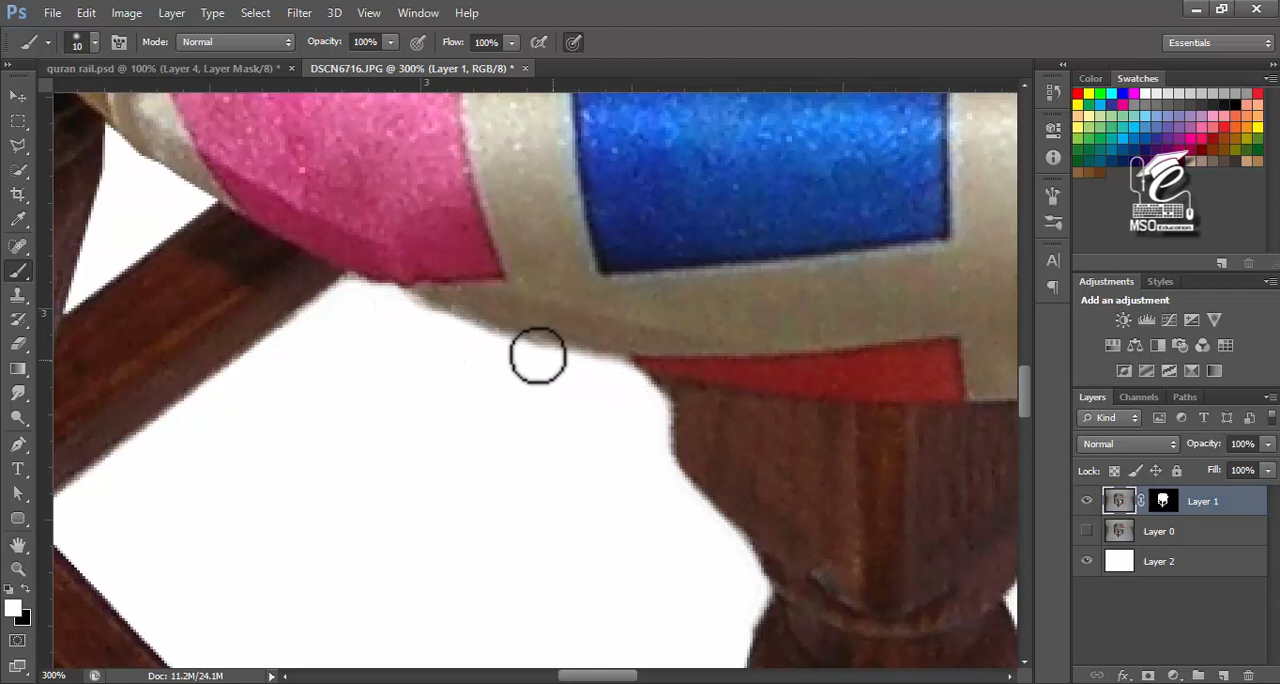 Ps File Edit Image Layer Type Select Filter 3D View Window Help
10 Mode: Normal Opacity: 100% Flow: 100% Essentials
quran rail.psd @ 100% (Layer 4, Layer Mask/8) * × DSCN6716.JPG @ 300% (Layer 1, RGB/8) * ×
Color Swatches
3
3
MSO Education
Adjustments Styles
Add an adjustment
Layers Channels Paths
Kind
Normal Opacity: 100%
Lock: Fill: 100%
Layer 1
Layer 0
Layer 2
300% Doc: 11.2M/24.1M